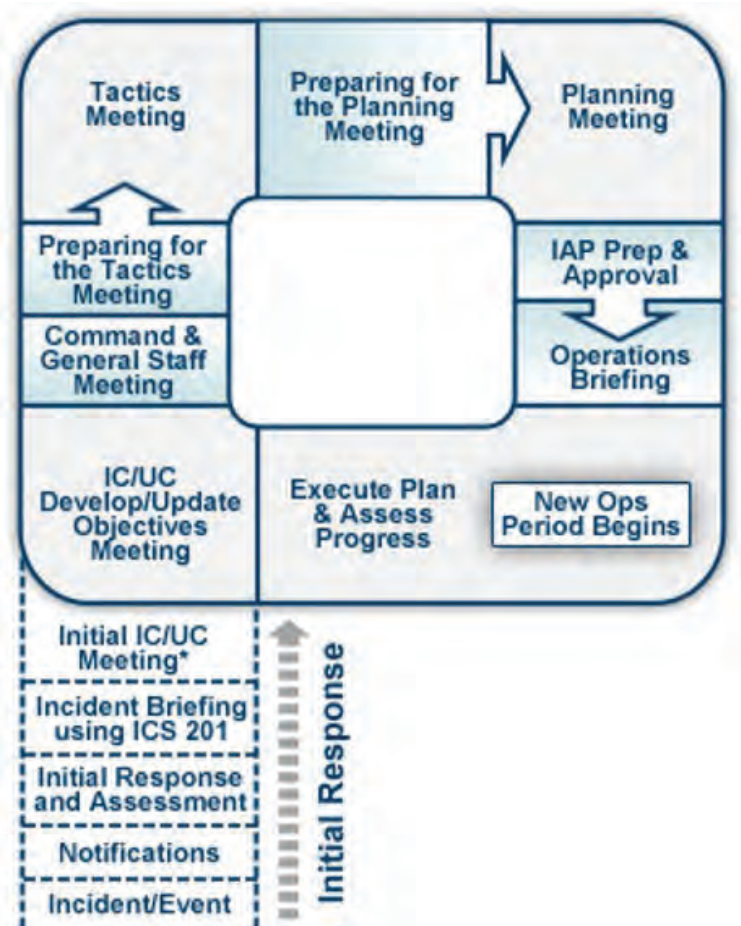 Tactics
Meeting
Preparing for
the Planning
Meeting
Planning
Meeting
Preparing for
the Tactics
Meeting
IAP Prep &
Approval
Command &
General Staff
Meeting
Operations
Briefing
IC/UC
Develop/Update
Objectives
Meeting
Execute Plan
& Assess
Progress
New Ops
Period Begins
Initial IC/UC
Meeting*
Incident Briefing
using ICS 201
Initial Response
and Assessment
Notifications
Incident/Event
Initial Response